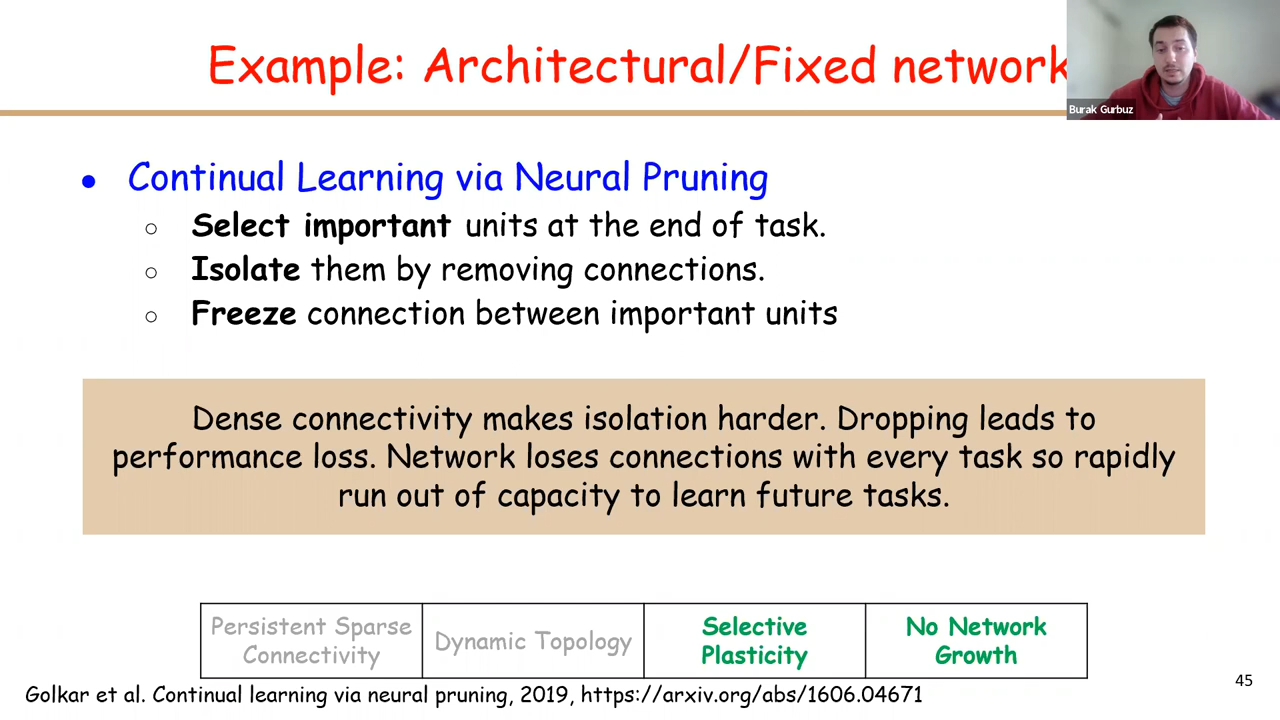 Example: Architectural/Fixed network
Burak Gurbuz
● Continual Learning via Neural Pruning
○ Select important units at the end of task.
○ Isolate them by removing connections.
○ Freeze connection between important units
Dense connectivity makes isolation harder. Dropping leads to
performance loss. Network loses connections with every task so rapidly
run out of capacity to learn future tasks.
Persistent Sparse
Connectivity
Dynamic Topology
Selective
Plasticity
No Network
Growth
Golkar et al. Continual learning via neural pruning, 2019, https://arxiv.org/abs/1606.04671
45